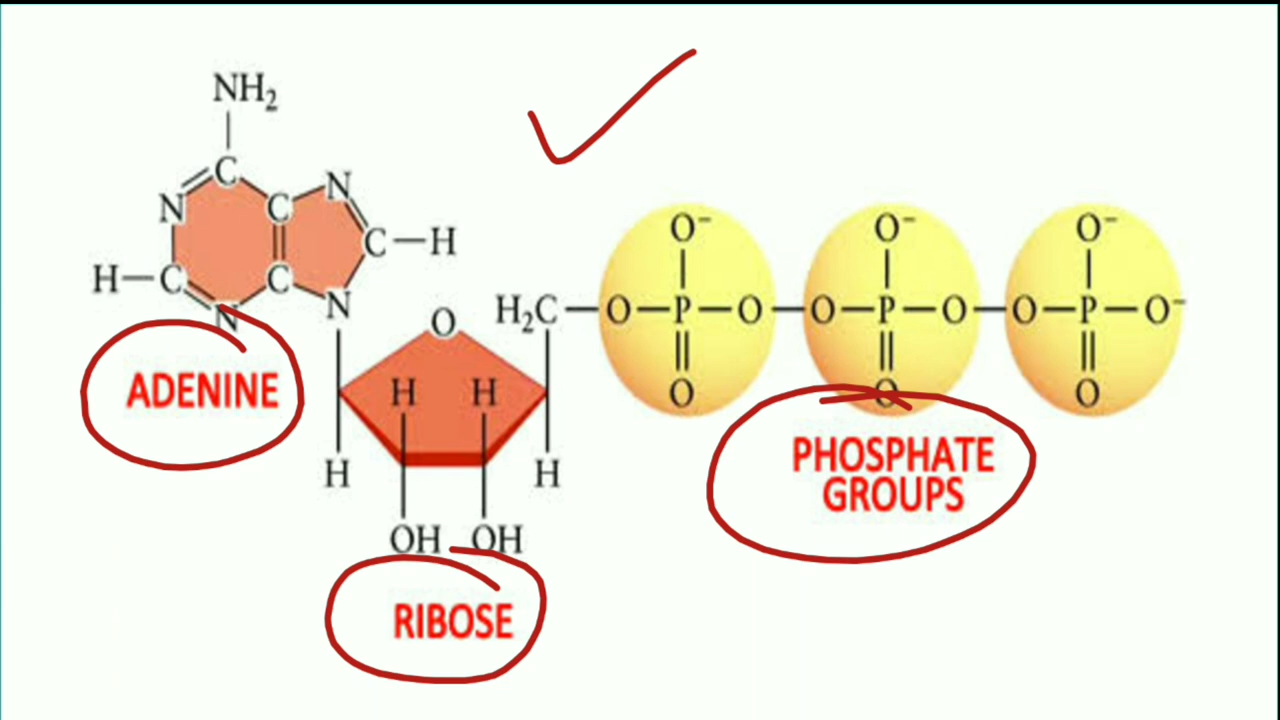 NH₂
N C C N
C—H
H—C N C N
O H₂C—O—P—O—O—P—O—O—P—O⁻
O⁻ O⁻ O⁻
O O O
ADENINE
H H
H H
OH OH
PHOSPHATE
GROUPS
RIBOSE